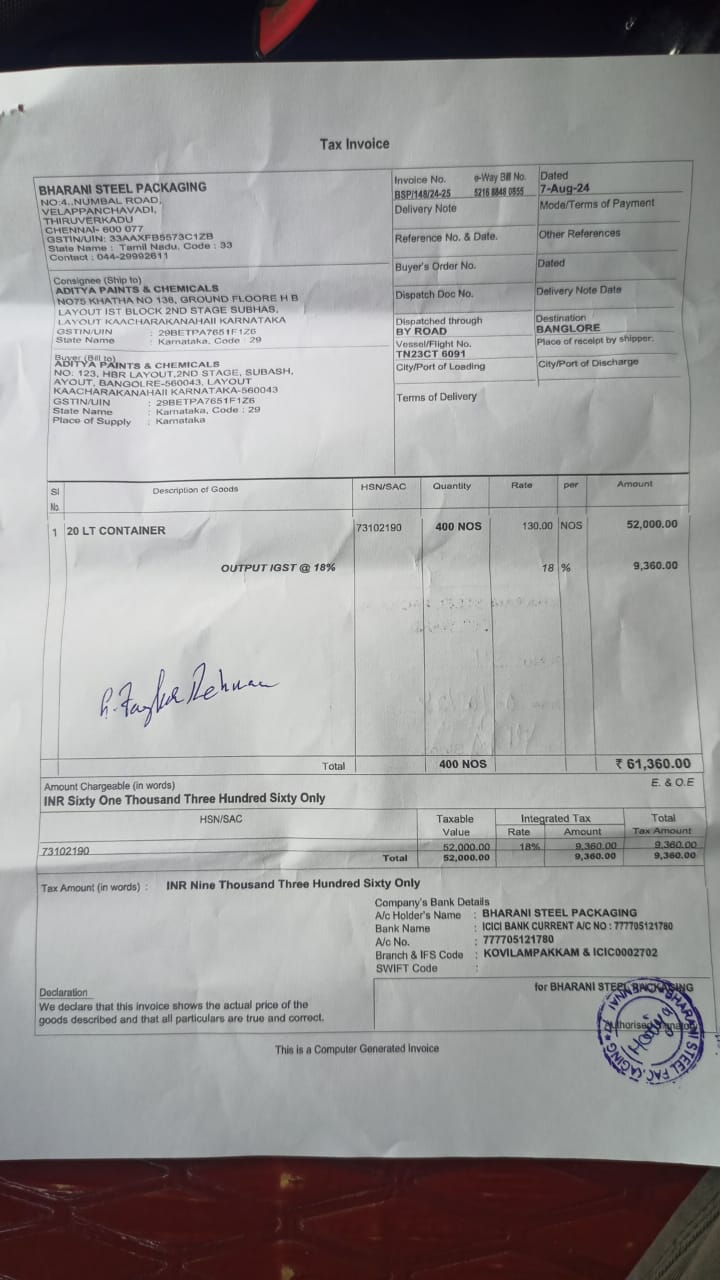 Tax Invoice
BHARANI STEEL PACKAGING
NO:4.,NUMBAL ROAD,
VELAPPANCHAVADI,
THIRUVERKADU
CHENNAI- 600 077
GSTIN/UIN: 33AAXFB5573C1ZB
State Name : Tamil Nadu, Code : 33
Contact : 044-29992611
Invoice No. e-Way Bill No. Dated
BSP/148/24-25 5216 8848 0855 7-Aug-24
Delivery Note Mode/Terms of Payment
Reference No. & Date. Other References
Buyer's Order No. Dated
Dispatch Doc No. Delivery Note Date
Dispatched through Destination
BY ROAD BANGLORE
Vessel/Flight No. Place of receipt by shipper:
TN23CT 6091
City/Port of Loading City/Port of Discharge
Terms of Delivery
Consignee (Ship to)
ADITYA PAINTS & CHEMICALS
NO75 KHATHA NO 138, GROUND FLOORE H B
LAYOUT IST BLOCK 2ND STAGE SUBHAS,
LAYOUT KAACHARAKANAHAII KARNATAKA
GSTIN/UIN : 29BETPA7651F1Z6
State Name : Karnataka, Code : 29
Buyer (Bill to)
ADITYA PAINTS & CHEMICALS
NO: 123, HBR LAYOUT,2ND STAGE, SUBASH,
AYOUT, BANGOLRE-560043, LAYOUT
KAACHARAKANAHAII KARNATAKA-560043
GSTIN/UIN : 29BETPA7651F1Z6
State Name : Karnataka, Code : 29
Place of Supply : Karnataka
Sl No. Description of Goods HSN/SAC Quantity Rate per Amount
1 20 LT CONTAINER 73102190 400 NOS 130.00 NOS 52,000.00
OUTPUT IGST @ 18% 18 % 9,360.00
Total 400 NOS ₹ 61,360.00
Amount Chargeable (in words) E. & O.E
INR Sixty One Thousand Three Hundred Sixty Only
HSN/SAC Taxable Integrated Tax Total
Value Rate Amount Tax Amount
73102190 52,000.00 18% 9,360.00 9,360.00
Total 52,000.00 9,360.00 9,360.00
Tax Amount (in words) : INR Nine Thousand Three Hundred Sixty Only
Company's Bank Details
A/c Holder's Name : BHARANI STEEL PACKAGING
Bank Name : ICICI BANK CURRENT A/C NO : 777705121780
A/c No. : 777705121780
Branch & IFS Code : KOVILAMPAKKAM & ICIC0002702
SWIFT Code :
Declaration
We declare that this invoice shows the actual price of the
goods described and that all particulars are true and correct.
for BHARANI STEEL PACKAGING
Authorised Signatory
BHARANI STEEL PACKAGING
This is a Computer Generated Invoice